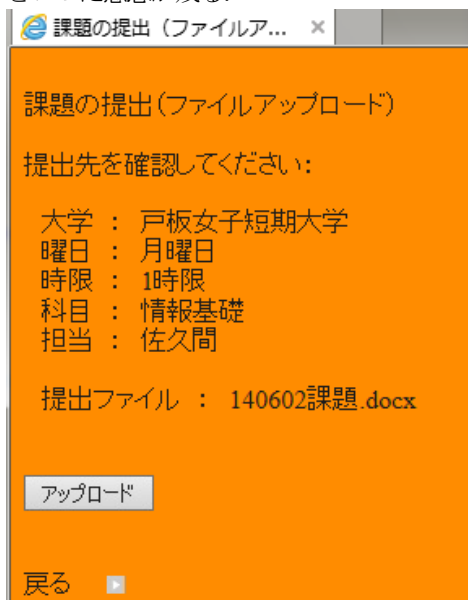 課題の提出（ファイルア...
課題の提出（ファイルアップロード）
提出先を確認してください：
大学 ： 戸板女子短期大学
曜日 ： 月曜日
時限 ： 1時限
科目 ： 情報基礎
担当 ： 佐久間
提出ファイル ： 140602課題.docx
アップロード
戻る